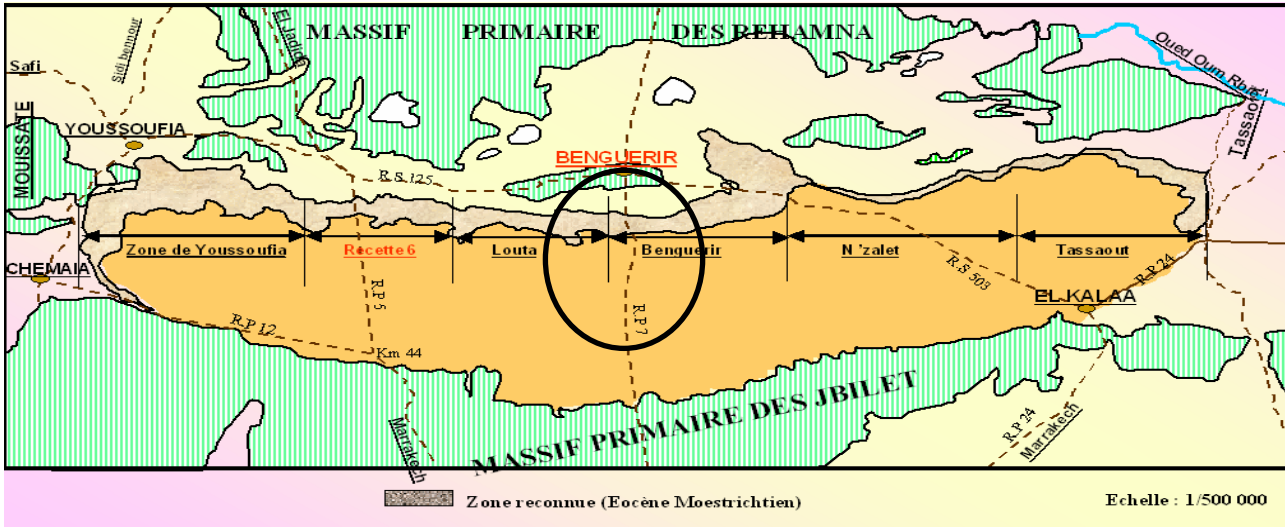 MASSIF PRIMAIRE DES REHAMNA
El Jadida
Sidi bennour
Safi
Oued Oum Rbia
Tassaout
MOUISSATE
YOUSSOUFIA
BENGUERIR
R.S 125
Zone de Youssoufia
Recette 6
Louta
Benguérir
N'zalet
Tassaout
CHEMAIA
R.P 5
R.P7
R.S 503
R.P 24
EL KALAA
R.P 12
Km 44
MASSIF PRIMAIRE DES JBILET
Marrakech
R.P 24
Marrakech
Zone reconnue (Eocène Moestrichtien)
Echelle : 1/500 000